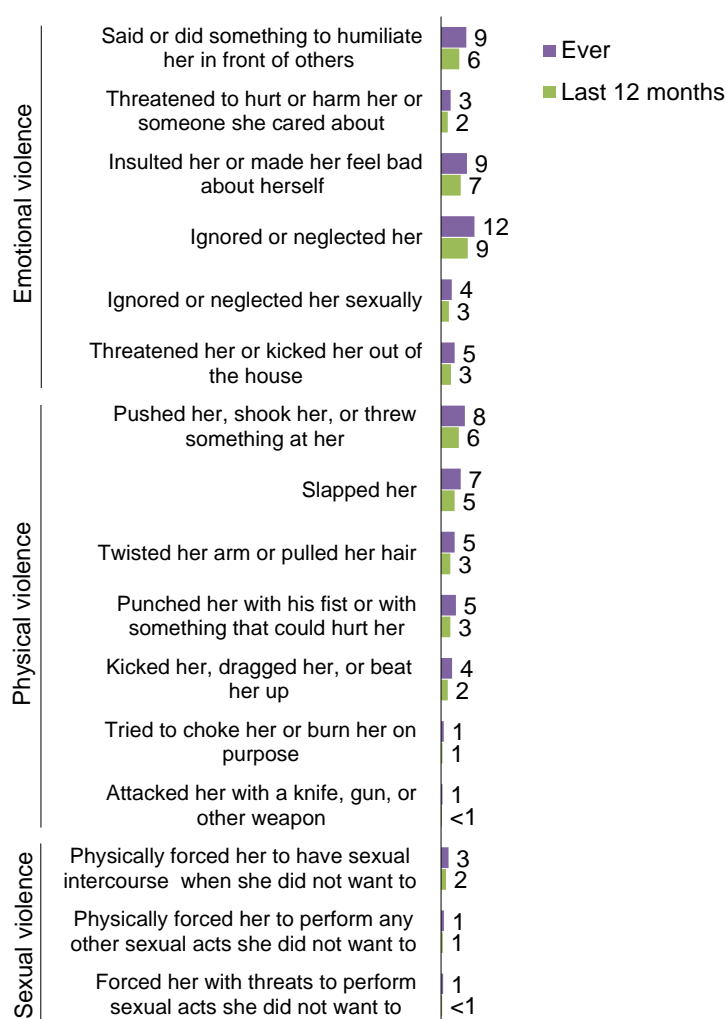 Emotional violence
Said or did something to humiliate
her in front of others
9
6
Threatened to hurt or harm her or
someone she cared about
3
2
Insulted her or made her feel bad
about herself
9
7
Ignored or neglected her
12
9
Ignored or neglected her sexually
4
3
Threatened her or kicked her out of
the house
5
3
Physical violence
Pushed her, shook her, or threw
something at her
8
6
Slapped her
7
5
Twisted her arm or pulled her hair
5
3
Punched her with his fist or with
something that could hurt her
5
3
Kicked her, dragged her, or beat
her up
4
2
Tried to choke her or burn her on
purpose
1
1
Attacked her with a knife, gun, or
other weapon
1
<1
Sexual violence
Physically forced her to have sexual
intercourse when she did not want to
3
2
Physically forced her to perform any
other sexual acts she did not want to
1
1
Forced her with threats to perform
sexual acts she did not want to
1
<1
Ever
Last 12 months